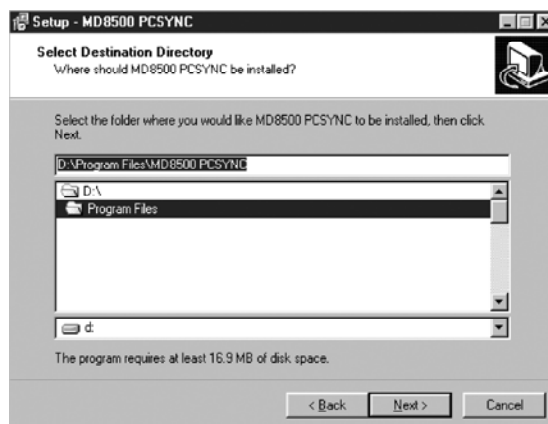 Setup - MD8500 PCSYNC
Select Destination Directory
Where should MD8500 PCSYNC be installed?
Select the folder where you would like MD8500 PCSYNC to be installed, then click
Next.
D:\Program Files\MD8500 PCSYNC
D:\
Program Files
d:
The program requires at least 16.9 MB of disk space.
< Back
Next >
Cancel